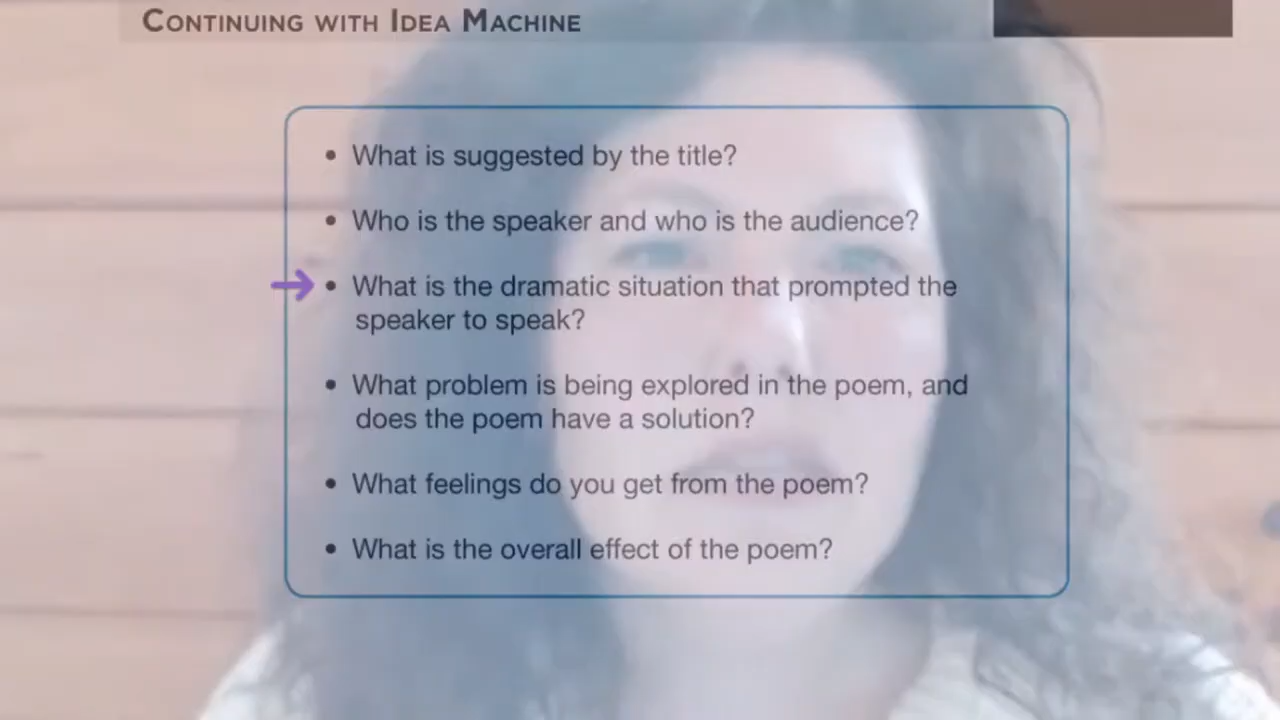 CONTINUING WITH IDEA MACHINE
• What is suggested by the title?
• Who is the speaker and who is the audience?
• What is the dramatic situation that prompted the
speaker to speak?
• What problem is being explored in the poem, and
does the poem have a solution?
• What feelings do you get from the poem?
• What is the overall effect of the poem?